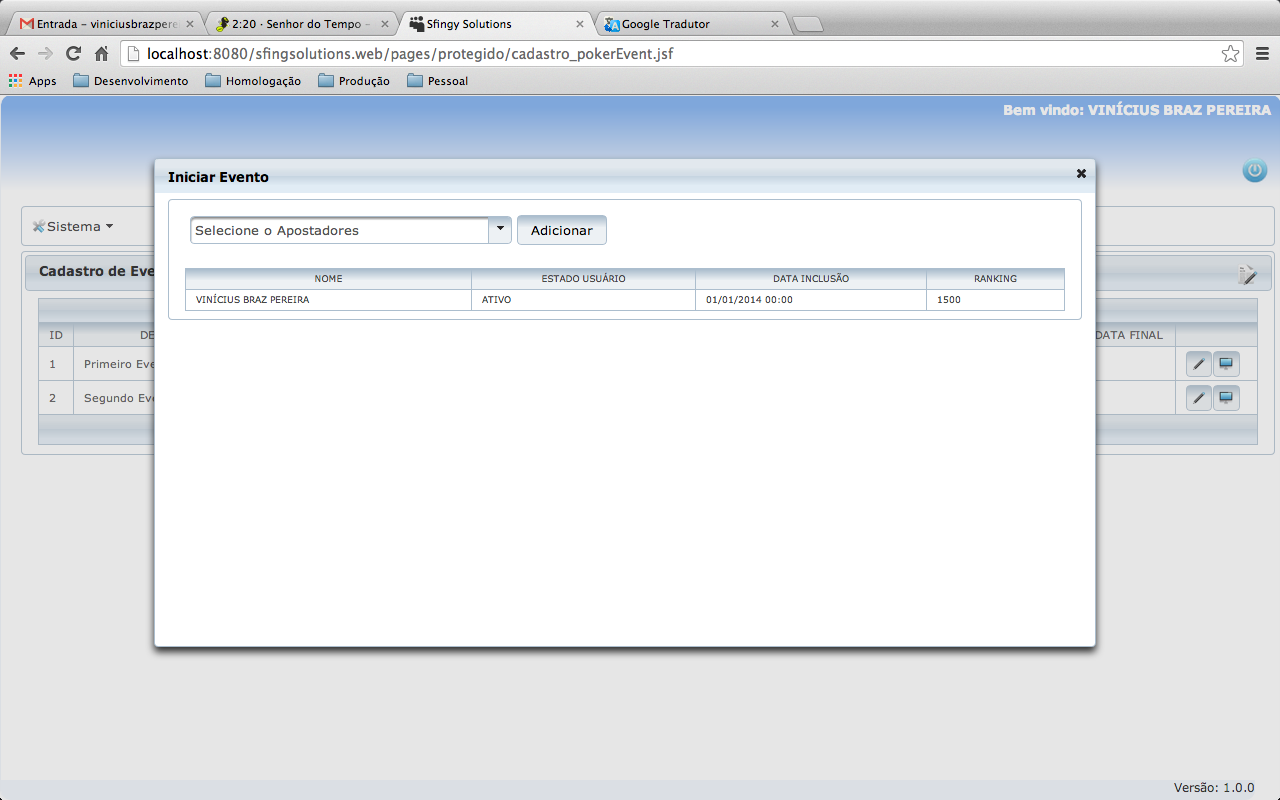 Entrada – viniciusbrazpere
2:20 · Senhor do Tempo –
Sfingy Solutions
Google Tradutor
localhost:8080/sfingsolutions.web/pages/protegido/cadastro_pokerEvent.jsf
Apps Desenvolvimento Homologação Produção Pessoal
Bem vindo: VINÍCIUS BRAZ PEREIRA
Iniciar Evento
Sistema
Selecione o Apostadores Adicionar
Cadastro de Eve
NOME ESTADO USUÁRIO DATA INCLUSÃO RANKING
VINÍCIUS BRAZ PEREIRA ATIVO 01/01/2014 00:00 1500
ID DE DATA FINAL
1 Primeiro Eve
2 Segundo Eve
Versão: 1.0.0